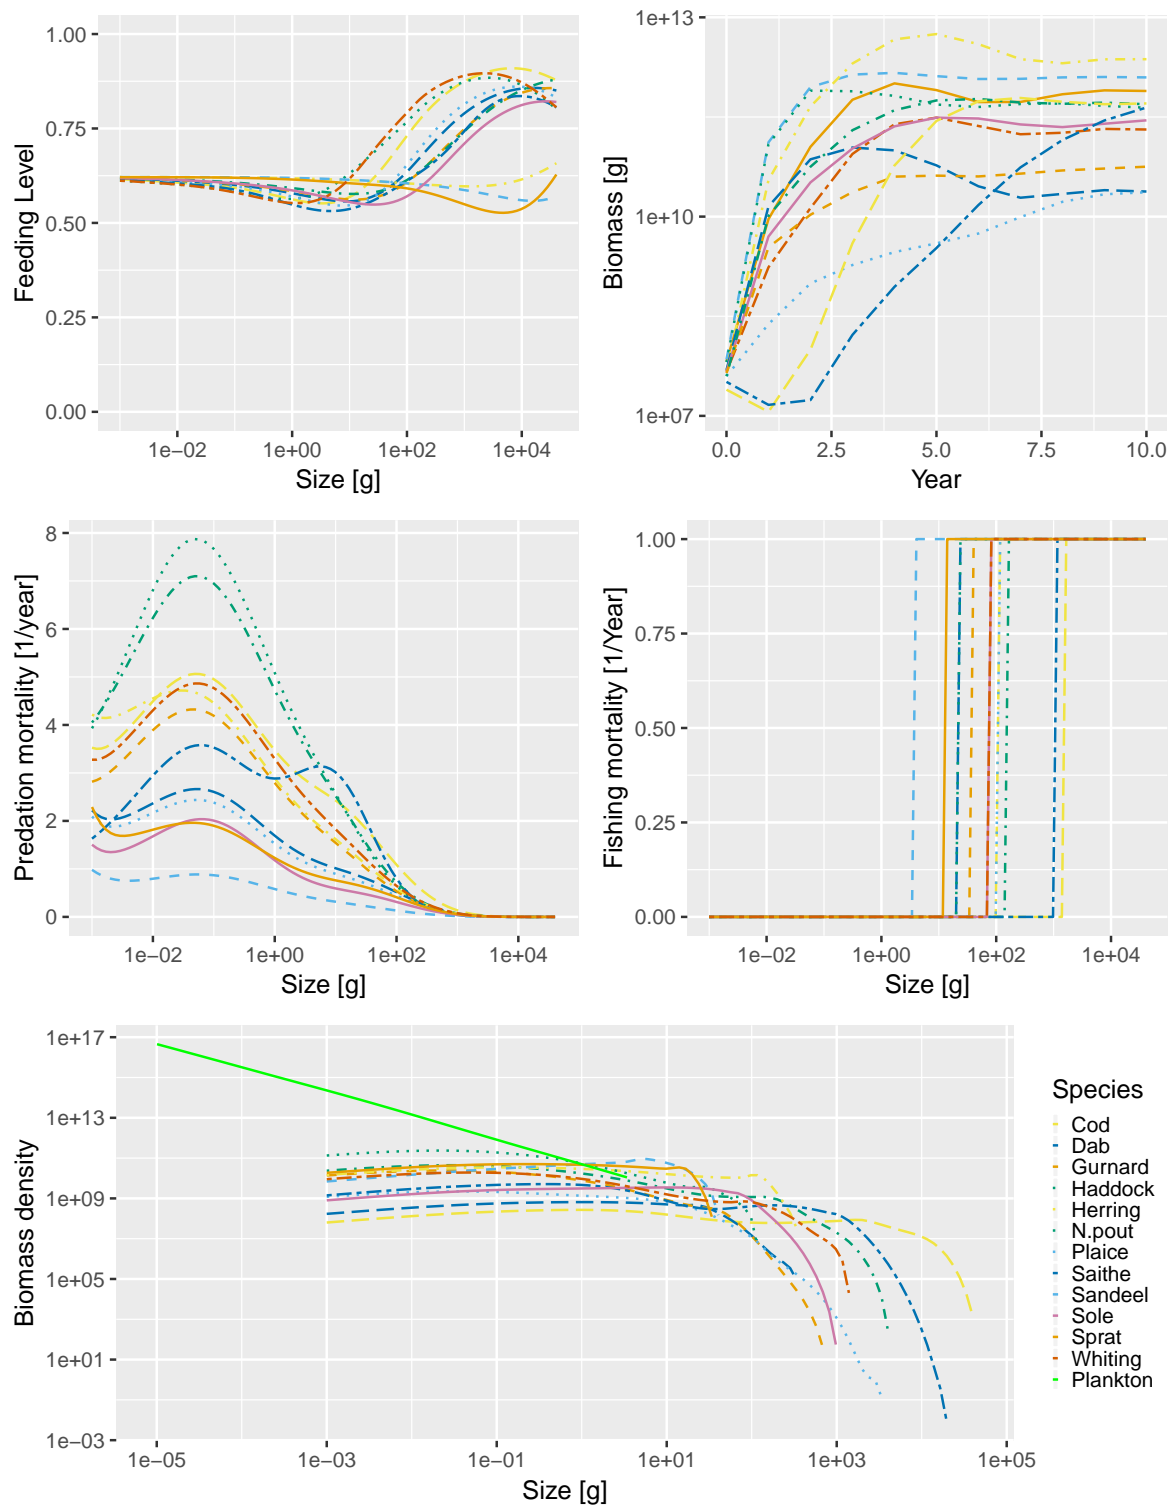 1.00
0.75
0.50
0.25
0.00
Feeding Level
1e−02 1e+00 1e+02 1e+04
Size [g]
1e+13
1e+10
1e+07
Biomass [g]
0.0 2.5 5.0 7.5 10.0
Year
8
6
4
2
0
Predation mortality [1/year]
1e−02 1e+00 1e+02 1e+04
Size [g]
1.00
0.75
0.50
0.25
0.00
Fishing mortality [1/Year]
1e−02 1e+00 1e+02 1e+04
Size [g]
1e+17
1e+13
1e+09
1e+05
1e+01
1e−03
Biomass density
1e−05 1e−03 1e−01 1e+01 1e+03 1e+05
Size [g]
Species
Cod
Dab
Gurnard
Haddock
Herring
N.pout
Plaice
Saithe
Sandeel
Sole
Sprat
Whiting
Plankton